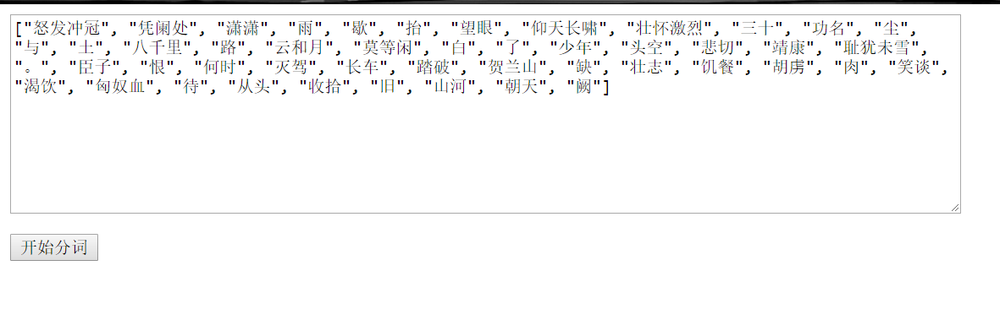 ["怒发冲冠", "凭阑处", "潇潇", "雨", "歇", "抬", "望眼", "仰天长啸", "壮怀激烈", "三十", "功名", "尘",
"与", "土", "八千里", "路", "云和月", "莫等闲", "白", "了", "少年", "头空", "悲切", "靖康", "耻犹未雪",
"。", "臣子", "恨", "何时", "灭驾", "长车", "踏破", "贺兰山", "缺", "壮志", "饥餐", "胡虏", "肉", "笑谈",
"渴饮", "匈奴血", "待", "从头", "收拾", "旧", "山河", "朝天", "阙"]
开始分词